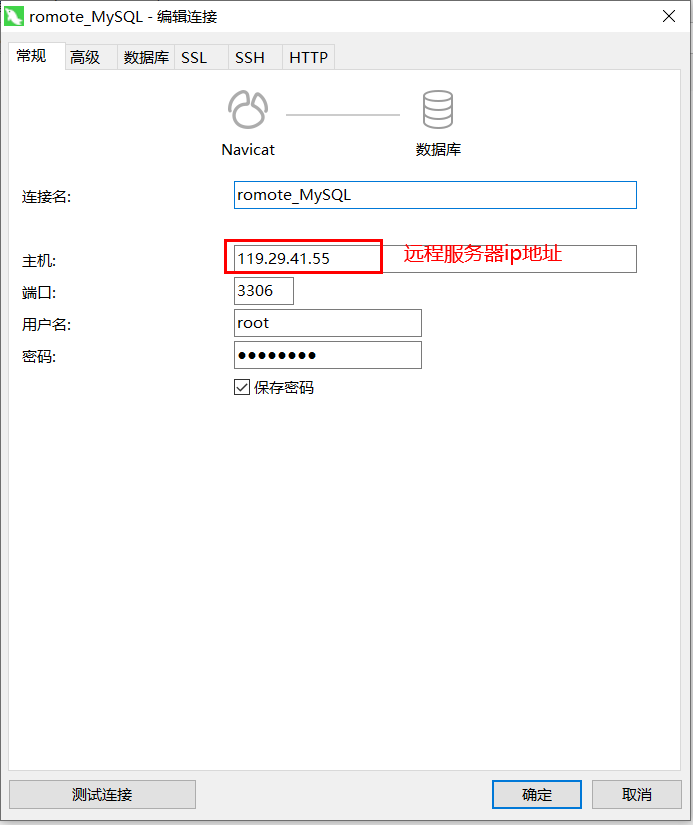 romote_MySQL - 编辑连接
常规 高级 数据库 SSL SSH HTTP
Navicat 数据库
连接名: romote_MySQL
主机: 119.29.41.55 远程服务器ip地址
端口: 3306
用户名: root
密码: ●●●●●●●●
保存密码
测试连接 确定 取消